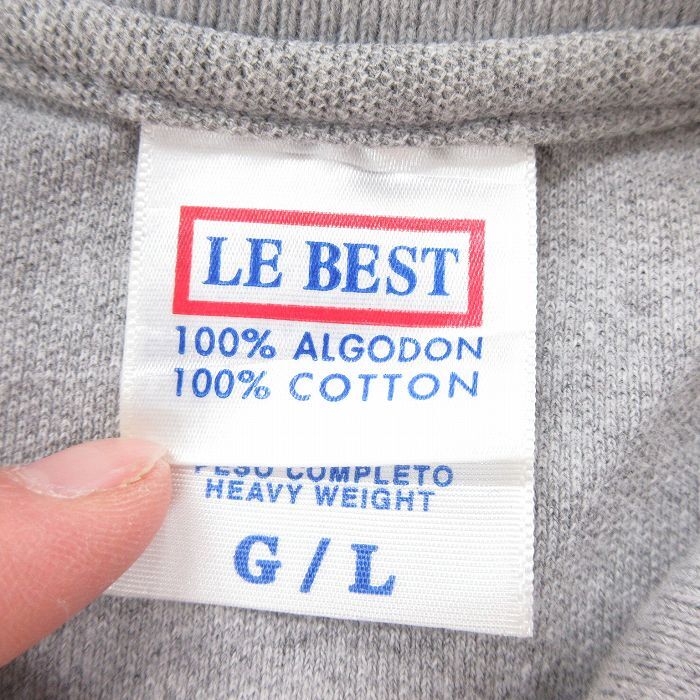 LE BEST
100% ALGODON
100% COTTON
PESO COMPLETO
HEAVY WEIGHT
G / L